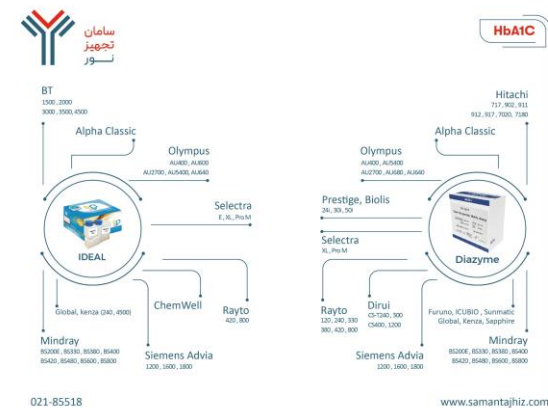 سامان
تجهیز
نــور
HbA1C
BT
1500, 2000
3000, 3500, 4500
Alpha Classic
Olympus
AU400, AU600
AU2700, AU5400, AU640
Selectra
E, XL, Pro M
IDEAL
Global, kenza (240, 4500)
ChemWell
Rayto
420, 800
Mindray
BS200E, BS330, BS380, BS400
BS420, BS480, BS600, BS800
Siemens Advia
1200, 1600, 1800
Hitachi
717, 902, 911
912, 917, 7020, 7180
Alpha Classic
Olympus
AU400, AU5400
AU2700, AU680, AU640
Prestige, Biolis
24i, 30i, 50i
Selectra
XL, Pro M
Diazyme
Rayto
120, 240, 330
380, 420, 800
Dirui
CS-T240, 300
CS400, 1200
Furuno, ICUBIO, Sunmatic
Global, Kenza, Sapphire
Siemens Advia
1200, 1600, 1800
Mindray
BS200E, BS330, BS380, BS400
BS420, BS480, BS600, BS800
021-85518
www.samantajhiz.com